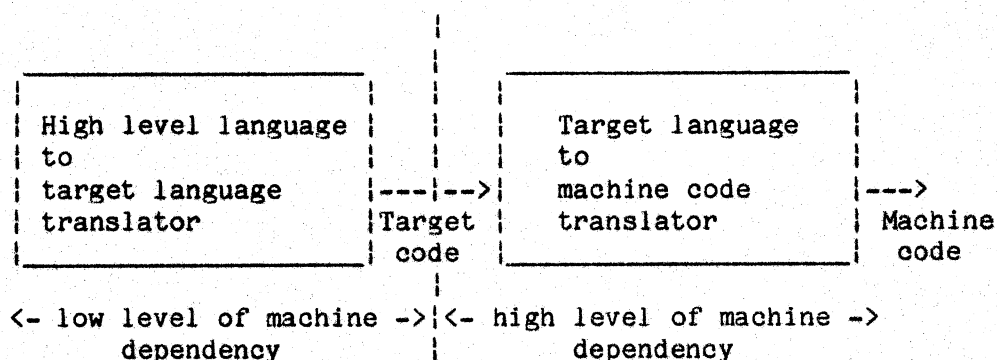 High level language
to
target language
translator
Target
code
Target language
to
machine code
translator
Machine
code
<- low level of machine ->
dependency
<- high level of machine ->
dependency